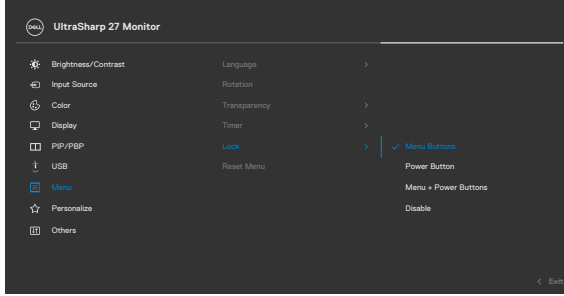 DELL UltraSharp 27 Monitor
Brightness/Contrast
Input Source
Color
Display
PIP/PBP
USB
Menu
Personalize
Others
Language
Rotation
Transparency
Timer
Lock
Reset Menu
Menu Buttons
Power Button
Menu + Power Buttons
Disable
Exit